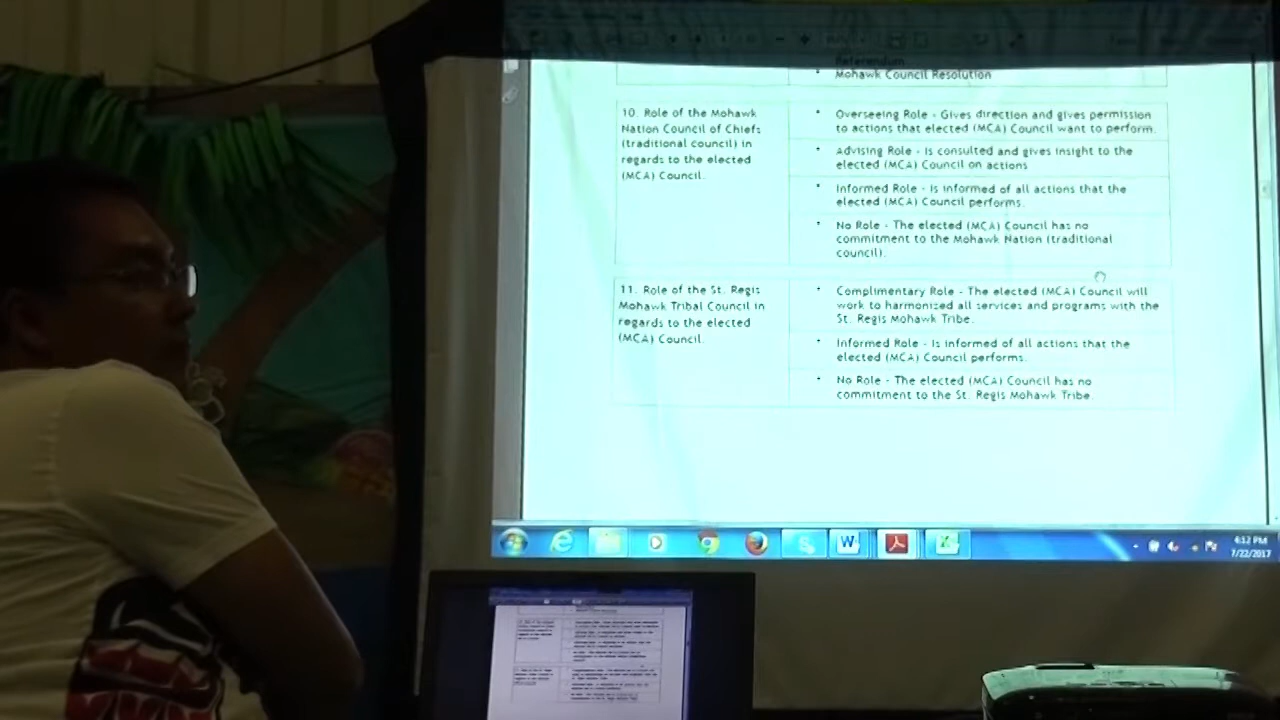 Referendum
Mohawk Council Resolution
10. Role of the Mohawk
Nation Council of Chiefs
(traditional council) in
regards to the elected
(MCA) Council.
Overseeing Role - Gives direction and gives permission
to actions that elected (MCA) Council want to perform.
Advising Role - Is consulted and gives insight to the
elected (MCA) Council on actions
Informed Role - Is informed of all actions that the
elected (MCA) Council performs.
No Role - The elected (MCA) Council has no
commitment to the Mohawk Nation (traditional
council).
11. Role of the St. Regis
Mohawk Tribal Council in
regards to the elected
(MCA) Council.
Complimentary Role - The elected (MCA) Council will
work to harmonized all services and programs with the
St. Regis Mohawk Tribe.
Informed Role - Is informed of all actions that the
elected (MCA) Council performs.
No Role - The elected (MCA) Council has no
commitment to the St. Regis Mohawk Tribe.
4:12 PM
7/22/2017